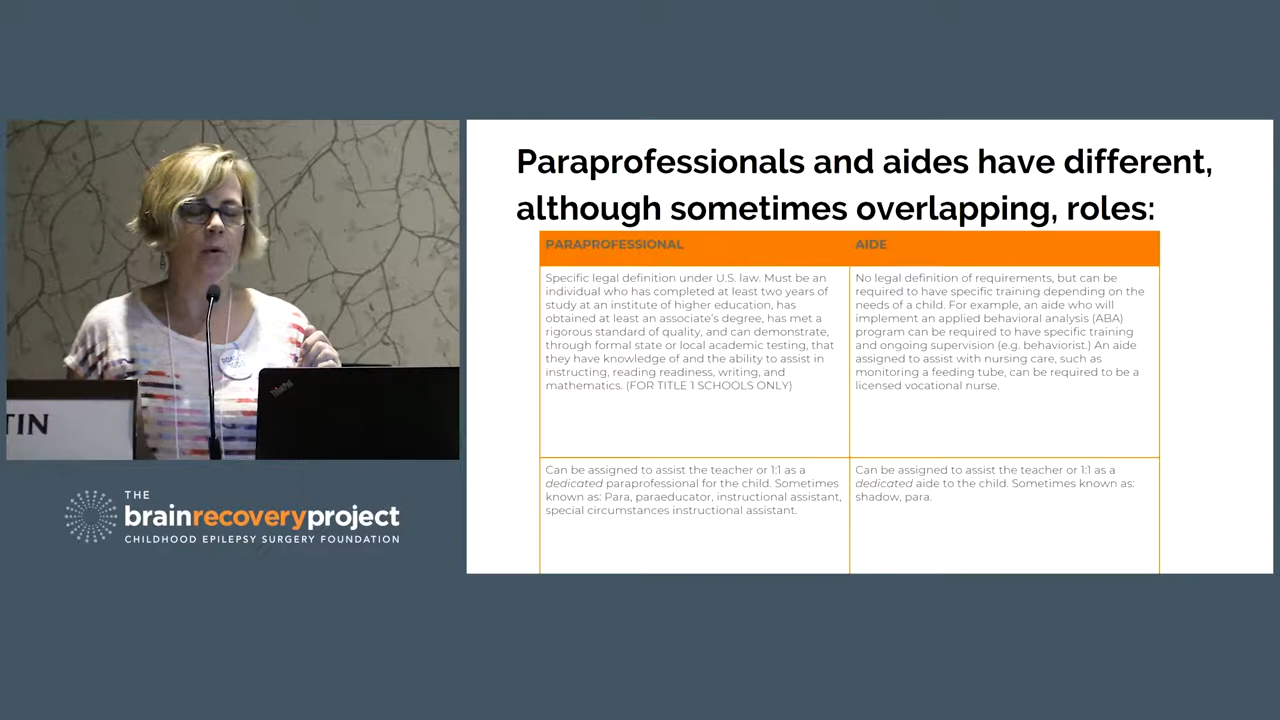 Paraprofessionals and aides have different,
although sometimes overlapping, roles:
PARAPROFESSIONAL
Specific legal definition under U.S. law. Must be an
individual who has completed at least two years of
study at an institute of higher education, has
obtained at least an associate's degree, has met a
rigorous standard of quality, and can demonstrate,
through formal state or local academic testing, that
they have knowledge of and the ability to assist in
instructing, reading readiness, writing, and
mathematics. (FOR TITLE 1 SCHOOLS ONLY)
AIDE
No legal definition of requirements, but can be
required to have specific training depending on the
needs of a child. For example, an aide who will
implement an applied behavioral analysis (ABA)
program can be required to have specific training
and ongoing supervision (e.g. behaviorist.) An aide
assigned to assist with nursing care, such as
monitoring a feeding tube, can be required to be a
licensed vocational nurse.
Can be assigned to assist the teacher or 1:1 as a
dedicated paraprofessional for the child. Sometimes
known as: Para, paraeducator, instructional assistant,
special circumstances instructional assistant.
Can be assigned to assist the teacher or 1:1 as a
dedicated aide to the child. Sometimes known as:
shadow, para.
ThinkPad
TIN
THE
brainrecoveryproject
CHILDHOOD EPILEPSY SURGERY FOUNDATION